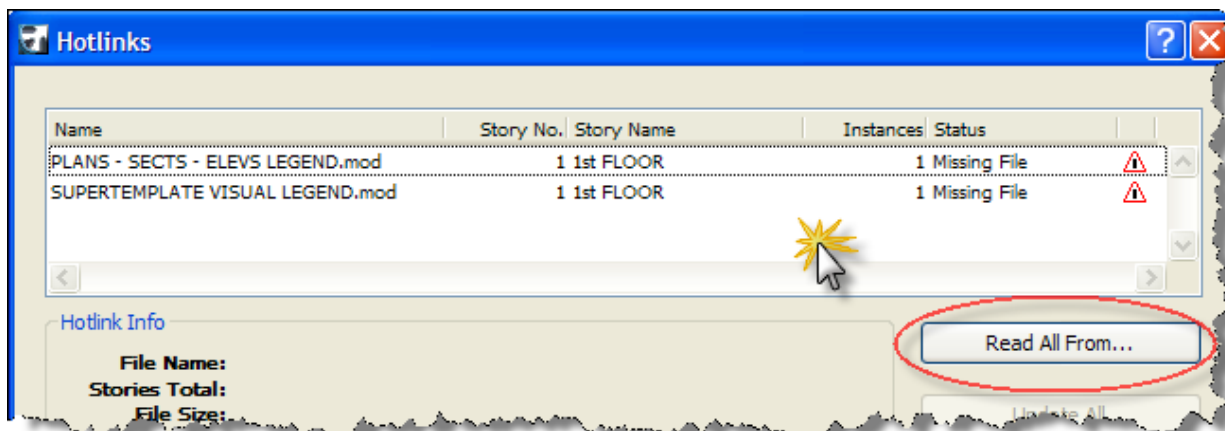 Hotlinks
Name Story No. Story Name Instances Status
PLANS - SECTS - ELEVS LEGEND.mod 1 1st FLOOR 1 Missing File
SUPERTEMPLATE VISUAL LEGEND.mod 1 1st FLOOR 1 Missing File
Hotlink Info
Read All From...
File Name:
Stories Total:
File Size:
Update All